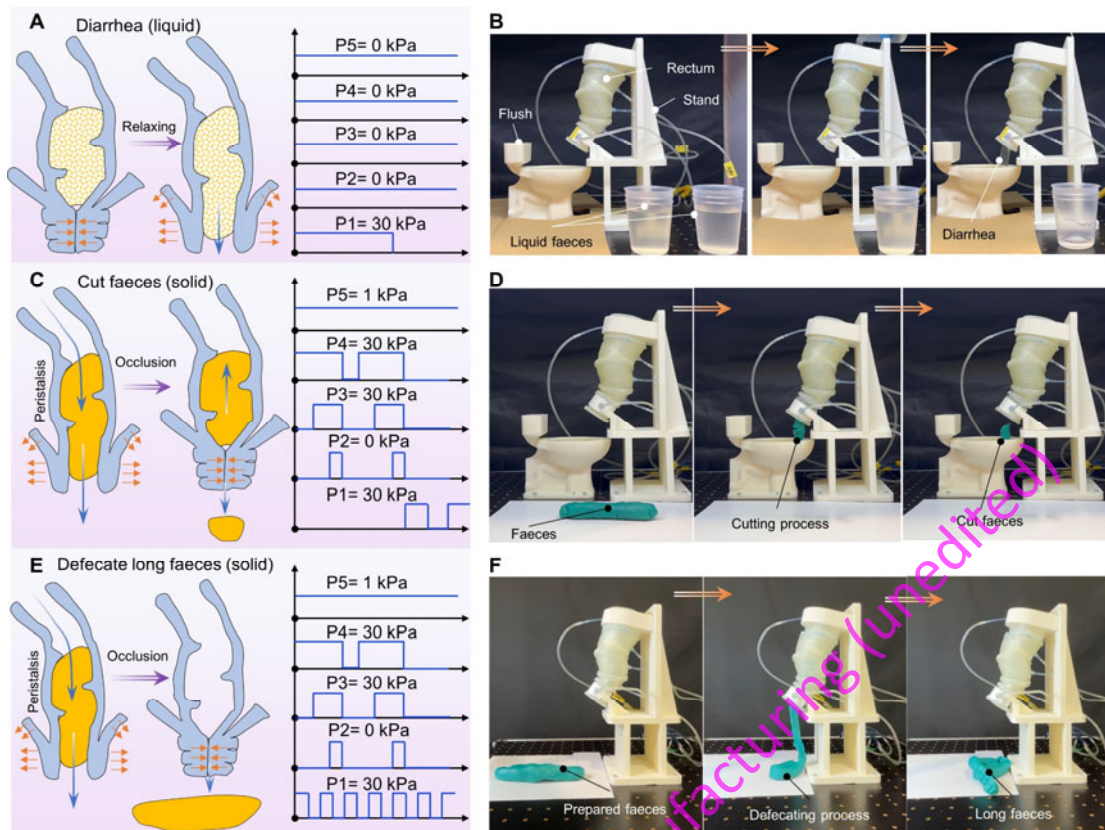 A
Diarrhea (liquid)
Relaxing
P5= 0 kPa
P4= 0 kPa
P3= 0 kPa
P2= 0 kPa
P1= 30 kPa
B
Rectum
Stand
Flush
Liquid faeces
Diarrhea
C
Cut faeces (solid)
Peristalsis
Occlusion
P5= 1 kPa
P4= 30 kPa
P3= 30 kPa
P2= 0 kPa
P1= 30 kPa
D
Faeces
Cutting process
Cut faeces
E
Defecate long faeces (solid)
Peristalsis
Occlusion
P5= 1 kPa
P4= 30 kPa
P3= 30 kPa
P2= 0 kPa
P1= 30 kPa
F
Prepared faeces
Defecating process
Long faeces
ufacturing (unedited)